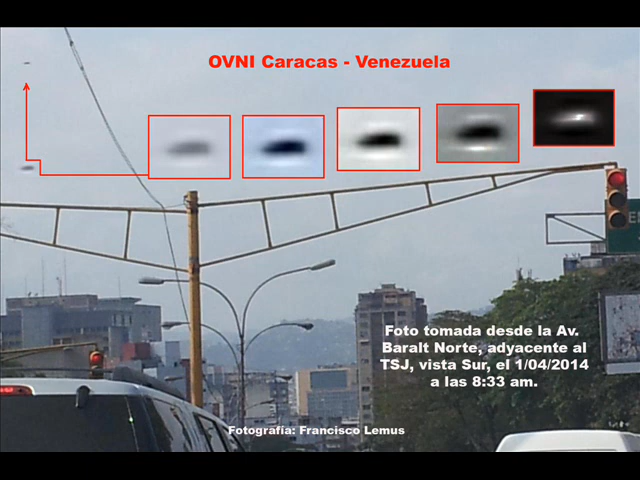 OVNI Caracas - Venezuela
Foto tomada desde la Av.
Baralt Norte, adyacente al
TSJ, vista Sur, el 1/04/2014
a las 8:33 am.
Fotografía: Francisco Lemus